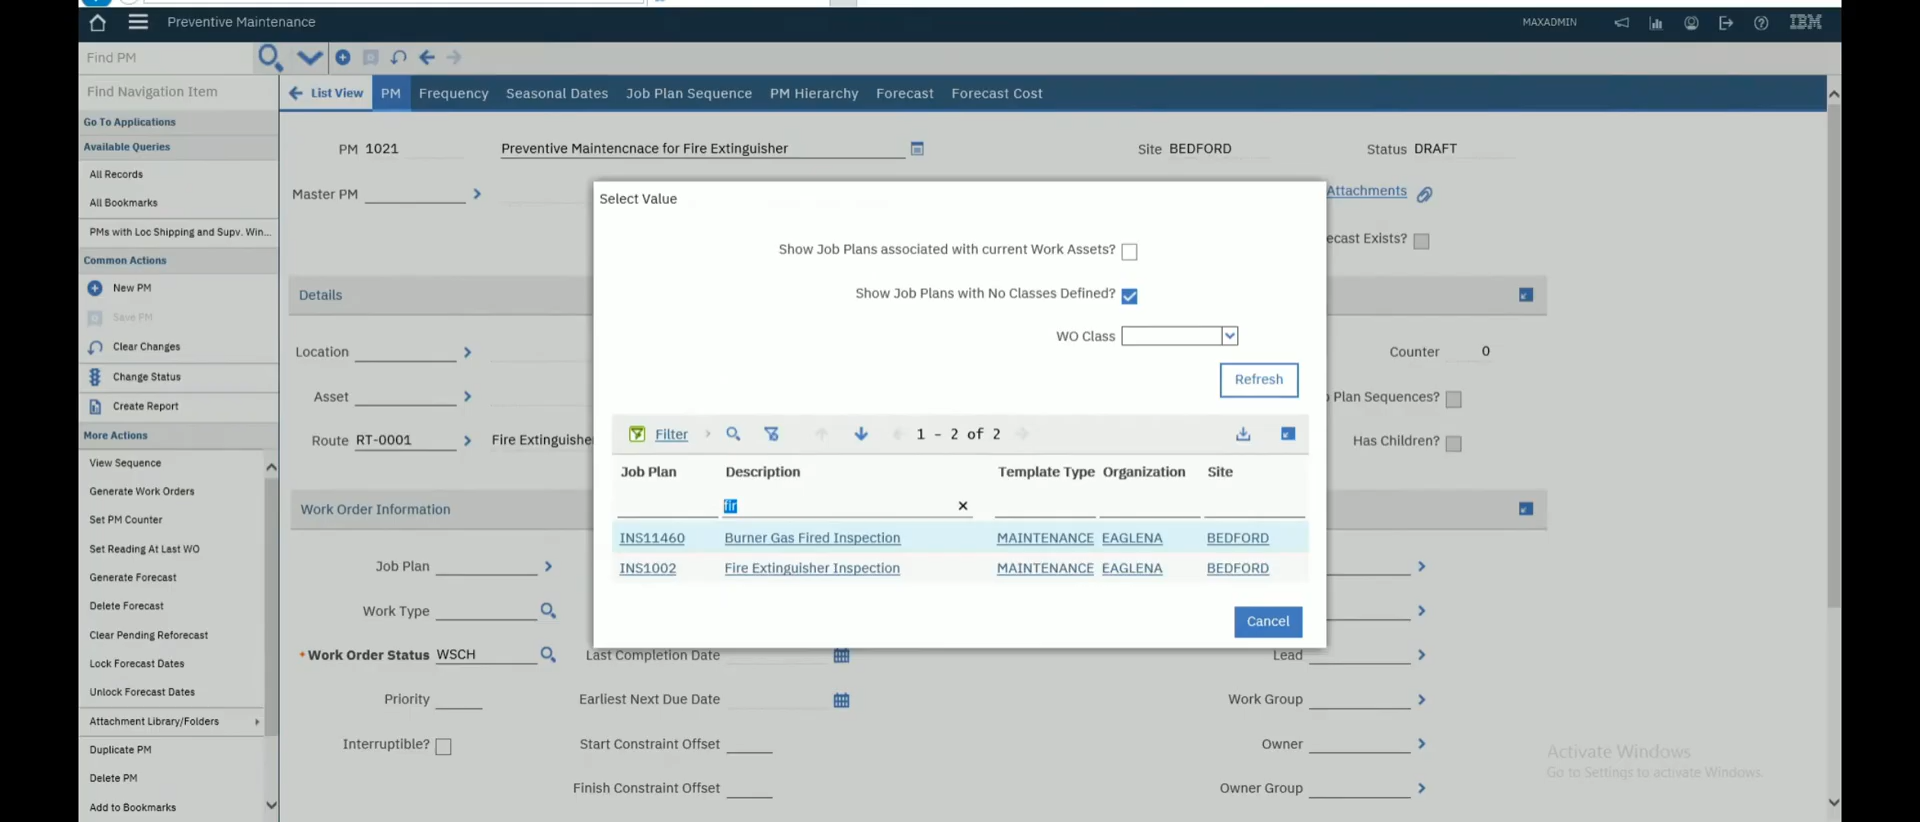 Preventive Maintenance
MAXADMIN
IBM
Find PM
Find Navigation Item
Go To Applications
Available Queries
All Records
All Bookmarks
PMs with Loc Shipping and Supv. Win...
Common Actions
New PM
Save PM
Clear Changes
Change Status
Create Report
More Actions
View Sequence
Generate Work Orders
Set PM Counter
Set Reading At Last WO
Generate Forecast
Delete Forecast
Clear Pending Reforecast
Lock Forecast Dates
Unlock Forecast Dates
Attachment Library/Folders
Duplicate PM
Delete PM
Add to Bookmarks
List View PM Frequency Seasonal Dates Job Plan Sequence PM Hierarchy Forecast Forecast Cost
PM 1021 Preventive Maintencnace for Fire Extinguisher Site BEDFORD Status DRAFT
Master PM
Attachments
ecast Exists?
Details
Location
Counter 0
Asset
Plan Sequences?
Route RT-0001 Fire Extinguishe
Has Children?
Work Order Information
Job Plan
Work Type
Work Order Status WSCH Last Completion Date Lead
Priority Earliest Next Due Date Work Group
Interruptible? Start Constraint Offset Owner
Finish Constraint Offset Owner Group
Select Value
Show Job Plans associated with current Work Assets?
Show Job Plans with No Classes Defined?
WO Class
Refresh
Filter 1 - 2 of 2
Job Plan Description Template Type Organization Site
fir
INS11460 Burner Gas Fired Inspection MAINTENANCE EAGLENA BEDFORD
INS1002 Fire Extinguisher Inspection MAINTENANCE EAGLENA BEDFORD
Cancel
Activate Windows
Go to Settings to activate Windows.